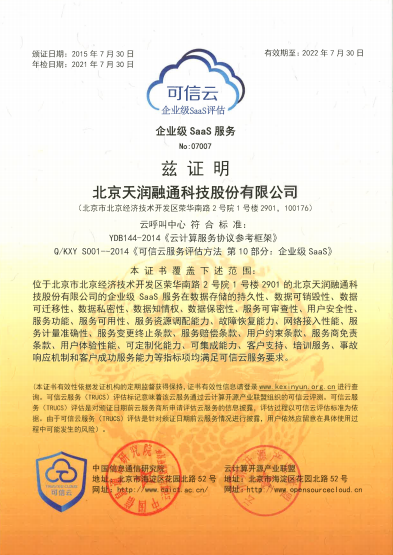 颁证日期：2015 年 7 月 30 日
年检日期：2021 年 7 月 30 日
有效期至：2022 年 7 月 30 日
可信云
企业级SaaS评估
企业级 SaaS 服务
No:07007
兹 证 明
北京天润融通科技股份有限公司
（北京市北京经济技术开发区荣华南路 2 号院 1 号楼 2901, 100176）
云呼叫中心 符 合 标 准：
YDB144-2014《云计算服务协议参考框架》
Q/KXY S001--2014《可信云服务评估方法 第 10 部分：企业级 SaaS》
本 证 书 覆 盖 下 述 范 围：
位于北京市北京经济技术开发区荣华南路 2 号院 1 号楼 2901 的北京天润融通科
技股份有限公司的企业级 SaaS 服务在数据存储的持久性、数据可销毁性、数据
可迁移性、数据私密性、数据知情权、数据保密性、服务可审查性、用户安全性、
服务功能、服务可用性、服务资源调配能力、故障恢复能力、网络接入性能、服
务计量准确性、服务变更终止条款、服务赔偿条款、用户约束条款、服务商免责
条款、用户体验性能、可定制化能力、可集成能力、客户支持、培训服务、事故
响应机制和客户成功服务能力等指标项均满足可信云服务要求。
（本证书有效性依据发证机构的定期监督获得保持，证书有效性信息请登录 www.kexinyun.org.cn 进行查
询。可信云服务（TRUCS）评估标记意味着该云服务通过云计算开源产业联盟组织的可信云评测。可信云服
务（TRUCS）评估是对颁证日期前云服务商所申请评估云服务的信息披露，评估过程以可信云评估标准为依
据。由于可信云服务（TRUCS）评估是针对颁证日期前云服务情况进行披露，用户依然应留意在具体使用过
程中可能发生的风险）。
可信云
中国信息通信研究院
地址：北京市海淀区花园北路 52 号
网址：http://www.caict.ac.cn/
云计算开源产业联盟
地址：北京市海淀区花园北路 52 号
网址：http://www.opensourcecloud.cn